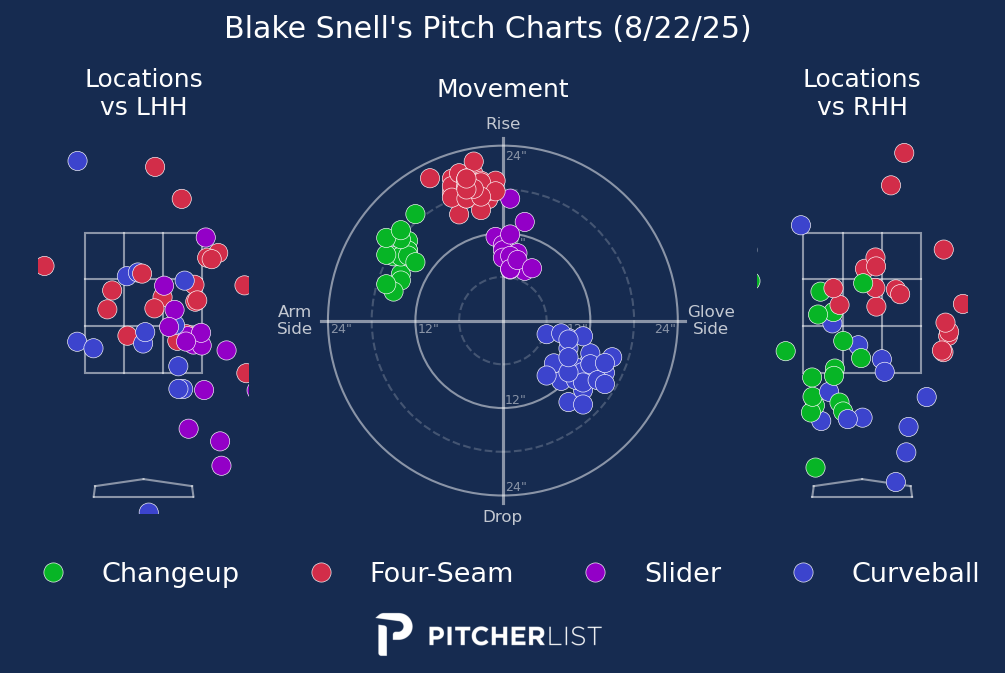 Blake Snell's Pitch Charts (8/22/25)
Locations
vs LHH
Movement
Locations
vs RHH
Rise
24"
Arm
Side
24"
12"
12"
24"
Glove
Side
12"
24"
Drop
Changeup
Four-Seam
Slider
Curveball
PITCHERLIST